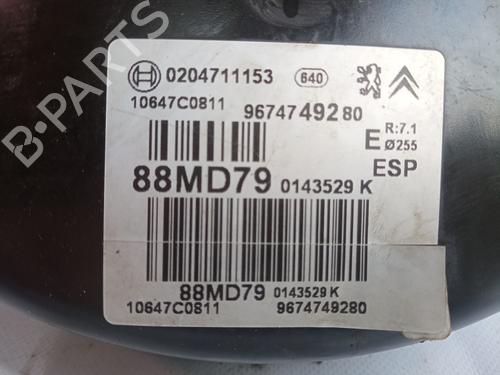 B-PARTS
0204711153 640
10647C0811 9674749280
E R:7.1
Ø255
ESP
88MD79 0143529 K
88MD79 0143529 K
10647C0811 9674749280